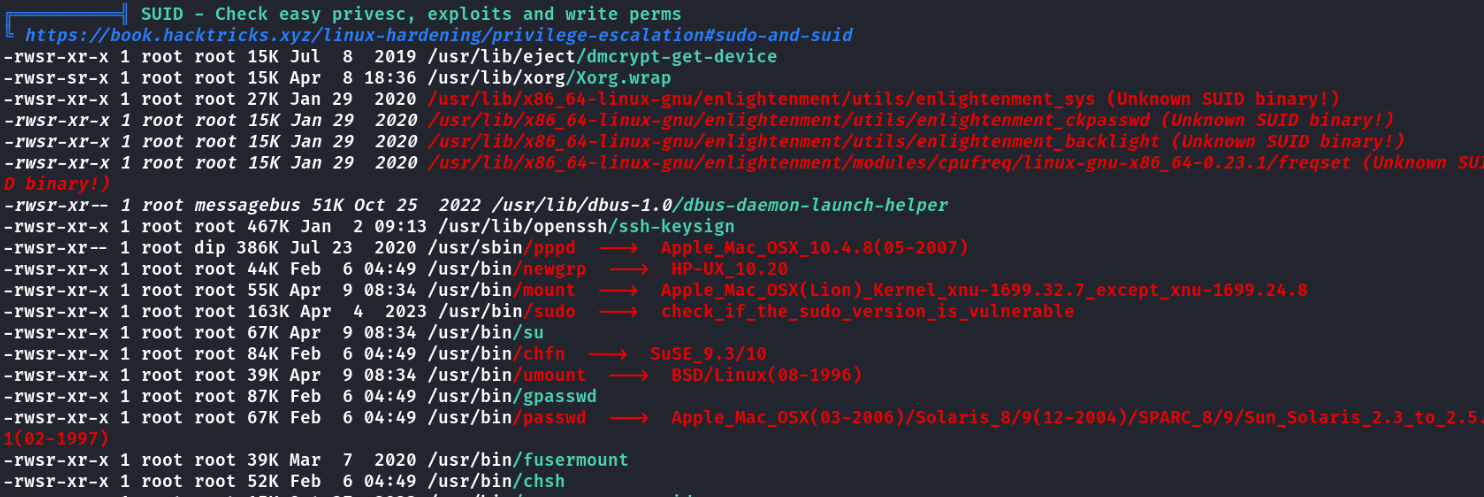 ╔══════════╣ SUID - Check easy privesc, exploits and write perms
╚ https://book.hacktricks.xyz/linux-hardening/privilege-escalation#sudo-and-suid
-rwsr-xr-x 1 root root 15K Jul  8  2019 /usr/lib/eject/dmcrypt-get-device
-rwsr-sr-x 1 root root 15K Apr  8 18:36 /usr/lib/xorg/Xorg.wrap
-rwsr-xr-x 1 root root 27K Jan 29  2020 /usr/lib/x86_64-linux-gnu/enlightenment/utils/enlightenment_sys (Unknown SUID binary!)
-rwsr-xr-x 1 root root 15K Jan 29  2020 /usr/lib/x86_64-linux-gnu/enlightenment/utils/enlightenment_ckpasswd (Unknown SUID binary!)
-rwsr-xr-x 1 root root 15K Jan 29  2020 /usr/lib/x86_64-linux-gnu/enlightenment/utils/enlightenment_backlight (Unknown SUID binary!)
-rwsr-xr-x 1 root root 15K Jan 29  2020 /usr/lib/x86_64-linux-gnu/enlightenment/modules/cpufreq/linux-gnu-x86_64-0.23.1/freqset (Unknown SUI
D binary!)
-rwsr-xr-- 1 root messagebus 51K Oct 25  2022 /usr/lib/dbus-1.0/dbus-daemon-launch-helper
-rwsr-xr-x 1 root root 467K Jan  2 09:13 /usr/lib/openssh/ssh-keysign
-rwsr-xr-- 1 root dip 386K Jul 23  2020 /usr/sbin/pppd  --->  Apple_Mac_OSX_10.4.8(05-2007)
-rwsr-xr-x 1 root root 44K Feb  6 04:49 /usr/bin/newgrp  --->  HP-UX_10.20
-rwsr-xr-x 1 root root 55K Apr  9 08:34 /usr/bin/mount  --->  Apple_Mac_OSX(Lion)_Kernel_xnu-1699.32.7_except_xnu-1699.24.8
-rwsr-xr-x 1 root root 163K Apr  4  2023 /usr/bin/sudo  --->  check_if_the_sudo_version_is_vulnerable
-rwsr-xr-x 1 root root 67K Apr  9 08:34 /usr/bin/su
-rwsr-xr-x 1 root root 84K Feb  6 04:49 /usr/bin/chfn  --->  SuSE_9.3/10
-rwsr-xr-x 1 root root 39K Apr  9 08:34 /usr/bin/umount  --->  BSD/Linux(08-1996)
-rwsr-xr-x 1 root root 87K Feb  6 04:49 /usr/bin/gpasswd
-rwsr-xr-x 1 root root 67K Feb  6 04:49 /usr/bin/passwd  --->  Apple_Mac_OSX(03-2006)/Solaris_8/9(12-2004)/SPARC_8/9/Sun_Solaris_2.3_to_2.5.
1(02-1997)
-rwsr-xr-x 1 root root 39K Mar  7  2020 /usr/bin/fusermount
-rwsr-xr-x 1 root root 52K Feb  6 04:49 /usr/bin/chsh